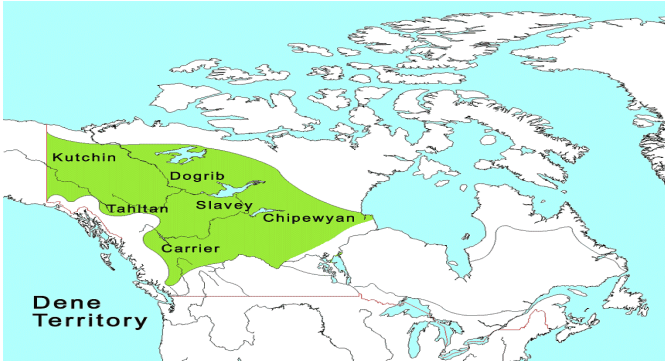 Kutchin
Dogrib
Tahltan
Slavey
Chipewyan
Carrier
Dene
Territory